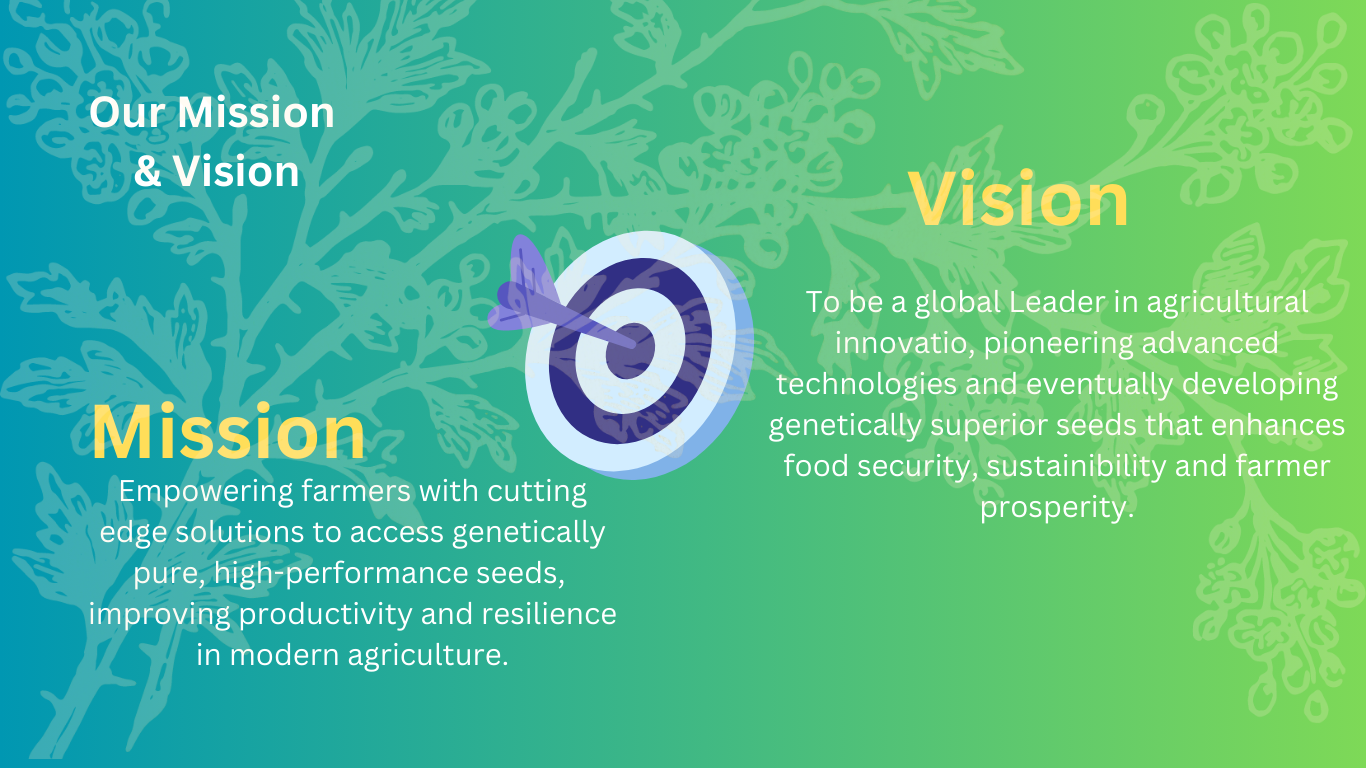 Our Mission
& Vision
Vision
To be a global Leader in agricultural
innovatio, pioneering advanced
technologies and eventually developing
genetically superior seeds that enhances
food security, sustainibility and farmer
prosperity.
Mission
Empowering farmers with cutting
edge solutions to access genetically
pure, high-performance seeds,
improving productivity and resilience
in modern agriculture.